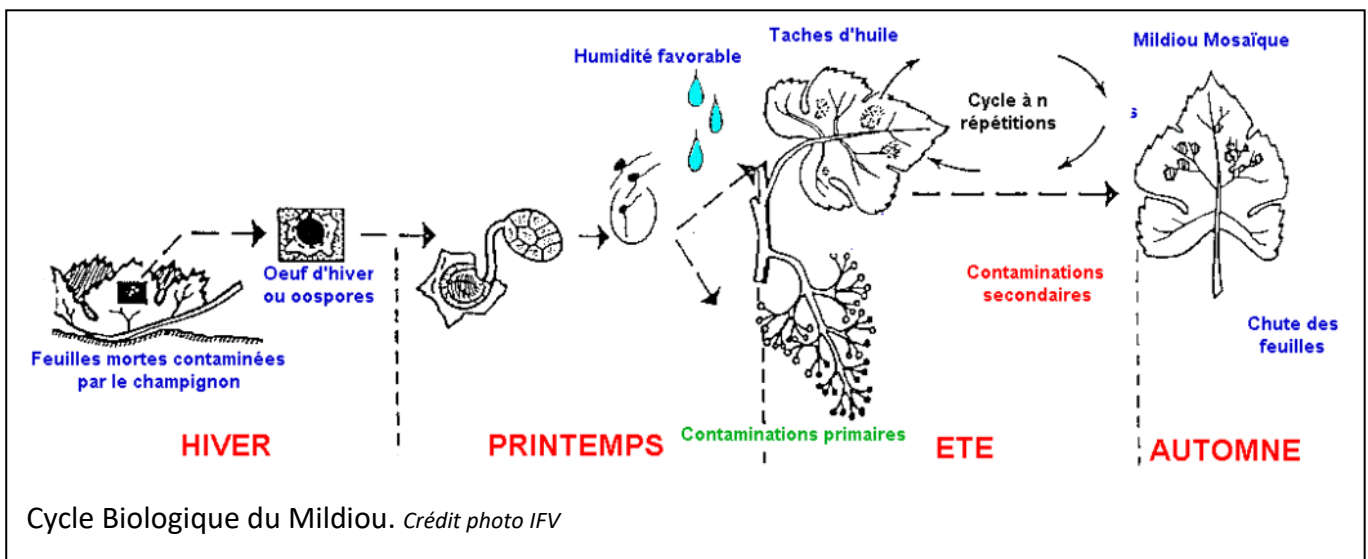 Taches d'huile
Mildiou Mosaïque
Humidité favorable
Cycle à n
répétitions
s
Oeuf d'hiver
ou oospores
Contaminations
secondaires
Chute des
feuilles
Feuilles mortes contaminées
par le champignon
Contaminations primaires
HIVER
PRINTEMPS
ETE
AUTOMNE
Cycle Biologique du Mildiou. Crédit photo IFV